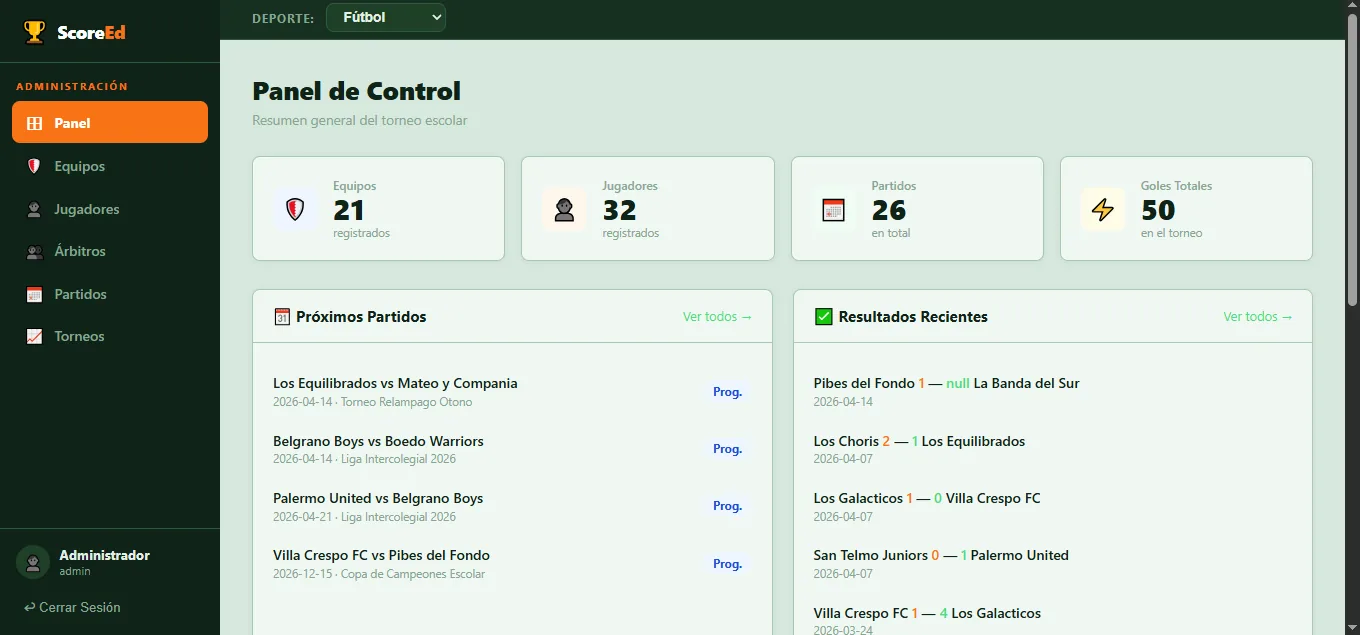 ScoreEd
ADMINISTRACIÓN
Panel
Equipos
Jugadores
Árbitros
Partidos
Torneos
Administrador
admin
↩ Cerrar Sesión
DEPORTE: Fútbol
Panel de Control
Resumen general del torneo escolar
Equipos
21
registrados
Jugadores
32
registrados
Partidos
26
en total
Goles Totales
50
en el torneo
31 Próximos Partidos
Ver todos →
Los Equilibrados vs Mateo y Compania
2026-04-14 · Torneo Relampago Otono
Prog.
Belgrano Boys vs Boedo Warriors
2026-04-14 · Liga Intercolegial 2026
Prog.
Palermo United vs Belgrano Boys
2026-04-21 · Liga Intercolegial 2026
Prog.
Villa Crespo FC vs Pibes del Fondo
2026-12-15 · Copa de Campeones Escolar
Prog.
Resultados Recientes
Ver todos →
Pibes del Fondo 1 — null La Banda del Sur
2026-04-14
Los Choris 2 — 1 Los Equilibrados
2026-04-07
Los Galacticos 1 — 0 Villa Crespo FC
2026-04-07
San Telmo Juniors 0 — 1 Palermo United
2026-04-07
Villa Crespo FC 1 — 4 Los Galacticos
2026-03-24